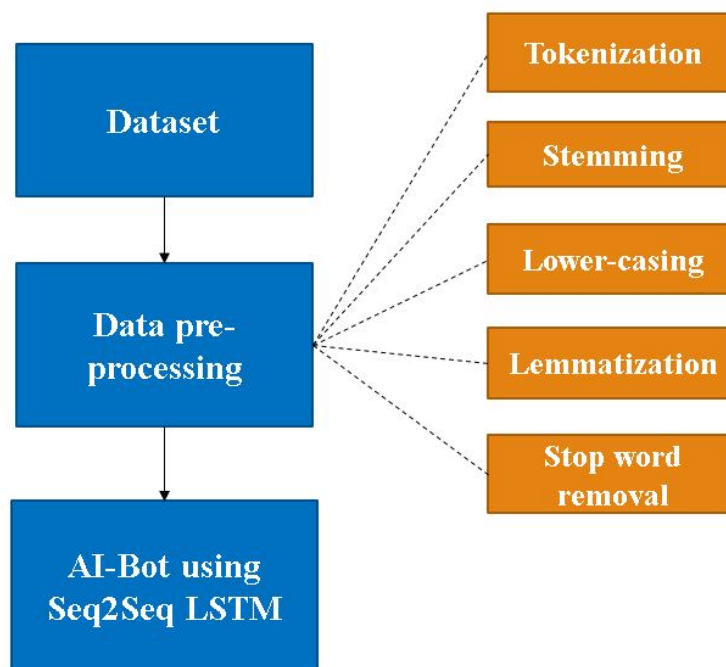 Dataset
Data pre-
processing
AI-Bot using
Seq2Seq LSTM
Tokenization
Stemming
Lower-casing
Lemmatization
Stop word
removal